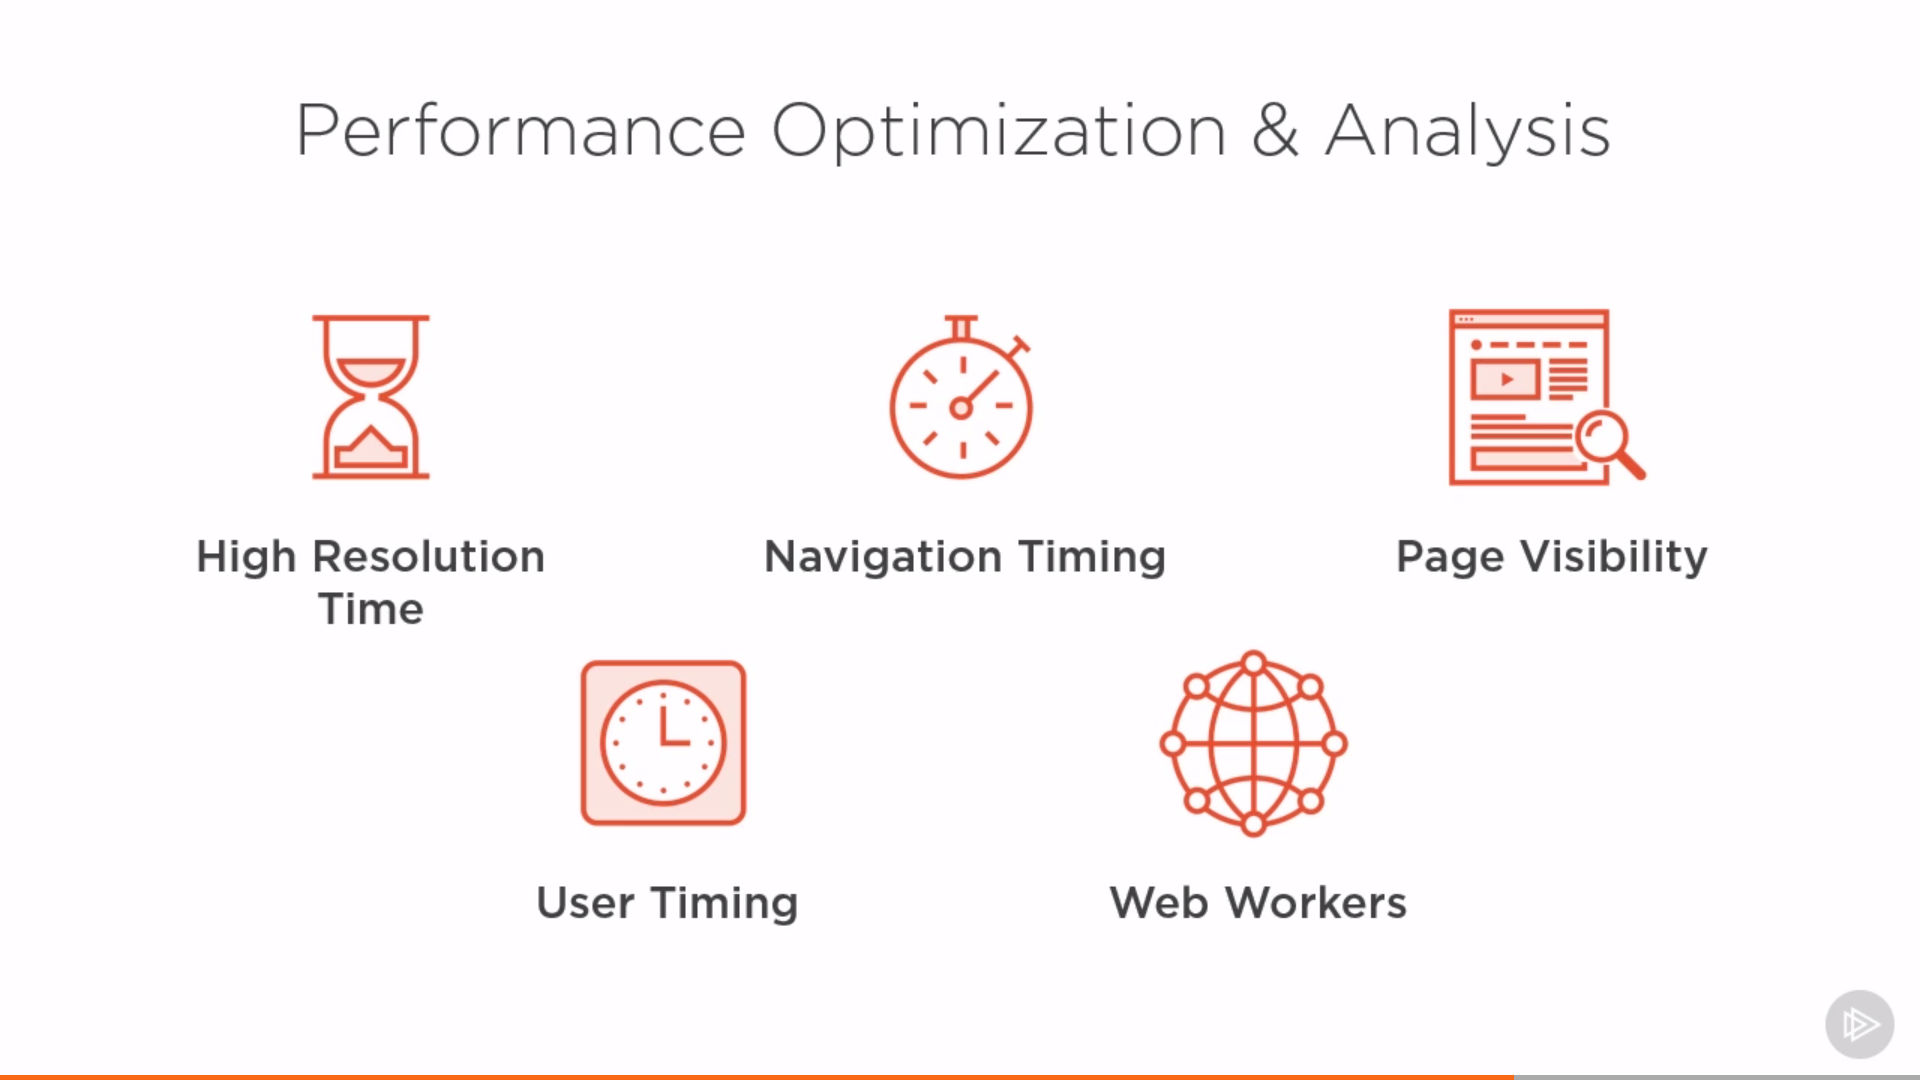 Performance Optimization & Analysis
High Resolution
Time
Navigation Timing
Page Visibility
User Timing
Web Workers